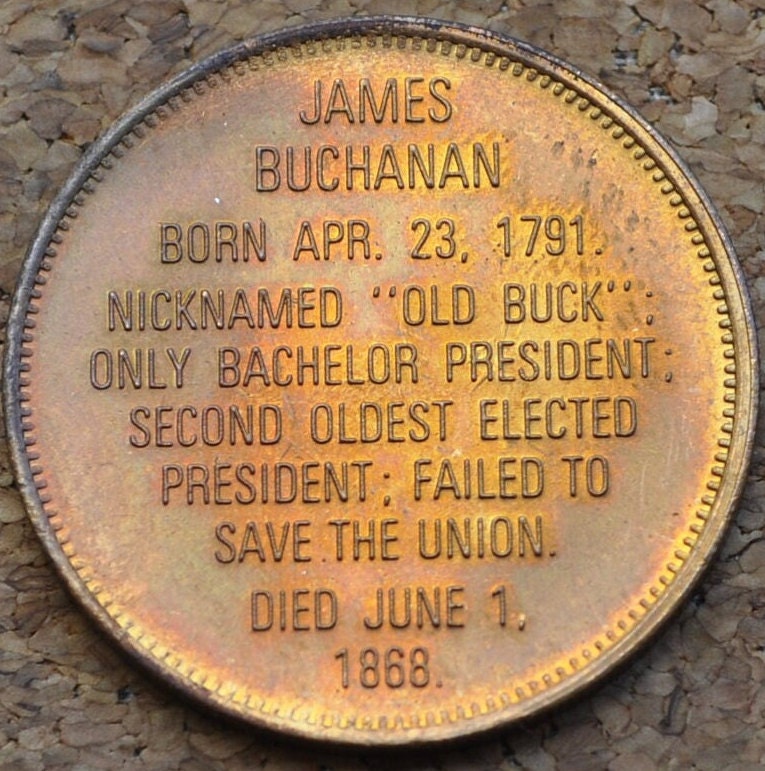 JAMES
BUCHANAN
BORN APR. 23, 1791.
NICKNAMED "OLD BUCK";
ONLY BACHELOR PRESIDENT;
SECOND OLDEST ELECTED
PRESIDENT; FAILED TO
SAVE THE UNION.
DIED JUNE 1,
1868.